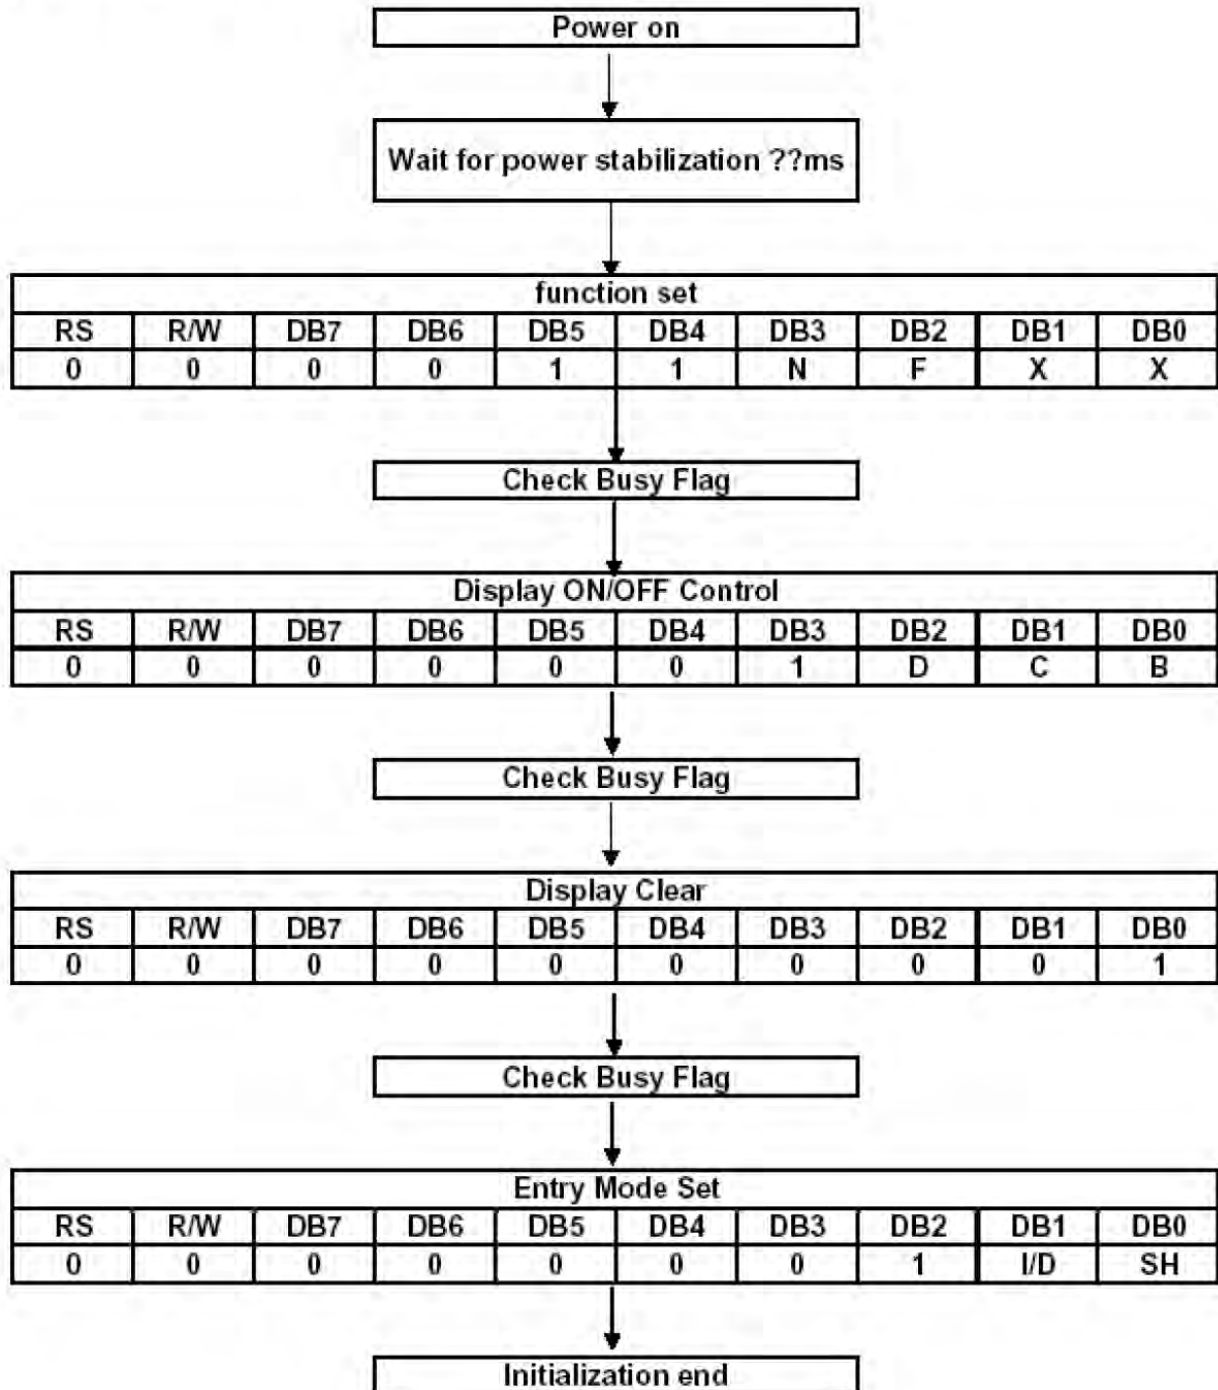 Power on
Wait for power stabilization ??ms
function set
RS R/W DB7 DB6 DB5 DB4 DB3 DB2 DB1 DB0
0 0 0 0 1 1 N F X X
Check Busy Flag
Display ON/OFF Control
RS R/W DB7 DB6 DB5 DB4 DB3 DB2 DB1 DB0
0 0 0 0 0 0 1 D C B
Check Busy Flag
Display Clear
RS R/W DB7 DB6 DB5 DB4 DB3 DB2 DB1 DB0
0 0 0 0 0 0 0 0 0 1
Check Busy Flag
Entry Mode Set
RS R/W DB7 DB6 DB5 DB4 DB3 DB2 DB1 DB0
0 0 0 0 0 0 0 1 I/D SH
Initialization end